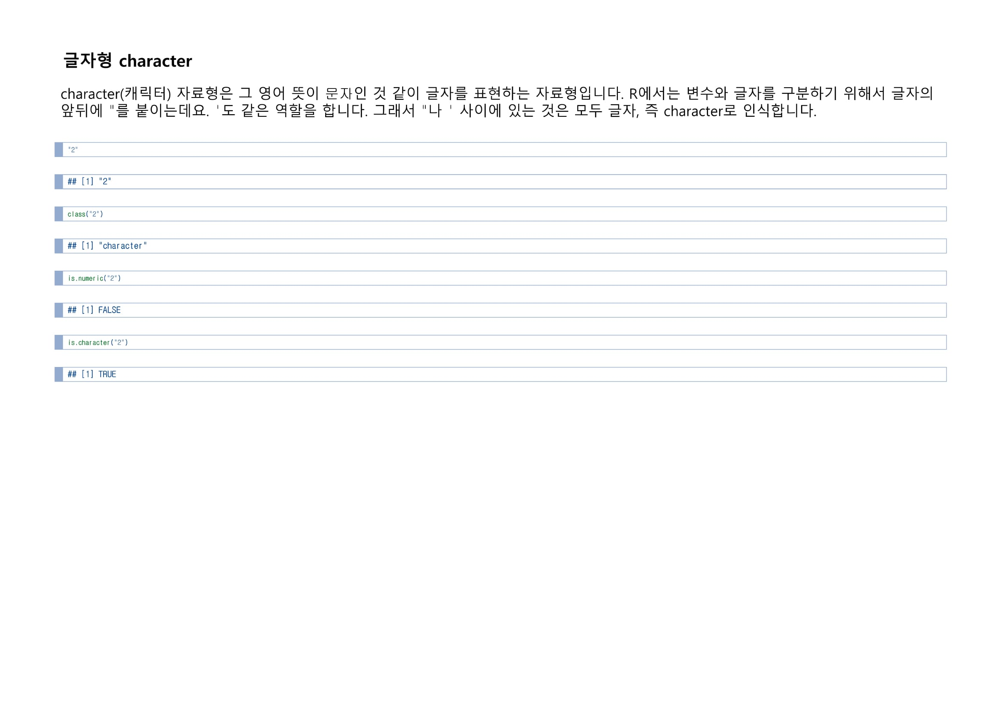 글자형 character
character(캐릭터) 자료형은 그 영어 뜻이 문자인 것 같이 글자를 표현하는 자료형입니다. R에서는 변수와 글자를 구분하기 위해서 글자의
앞뒤에 "를 붙이는데요. '도 같은 역할을 합니다. 그래서 "나 ' 사이에 있는 것은 모두 글자, 즉 character로 인식합니다.
"2"
## [1] "2"
class("2")
## [1] "character"
is.numeric("2")
## [1] FALSE
is.character("2")
## [1] TRUE